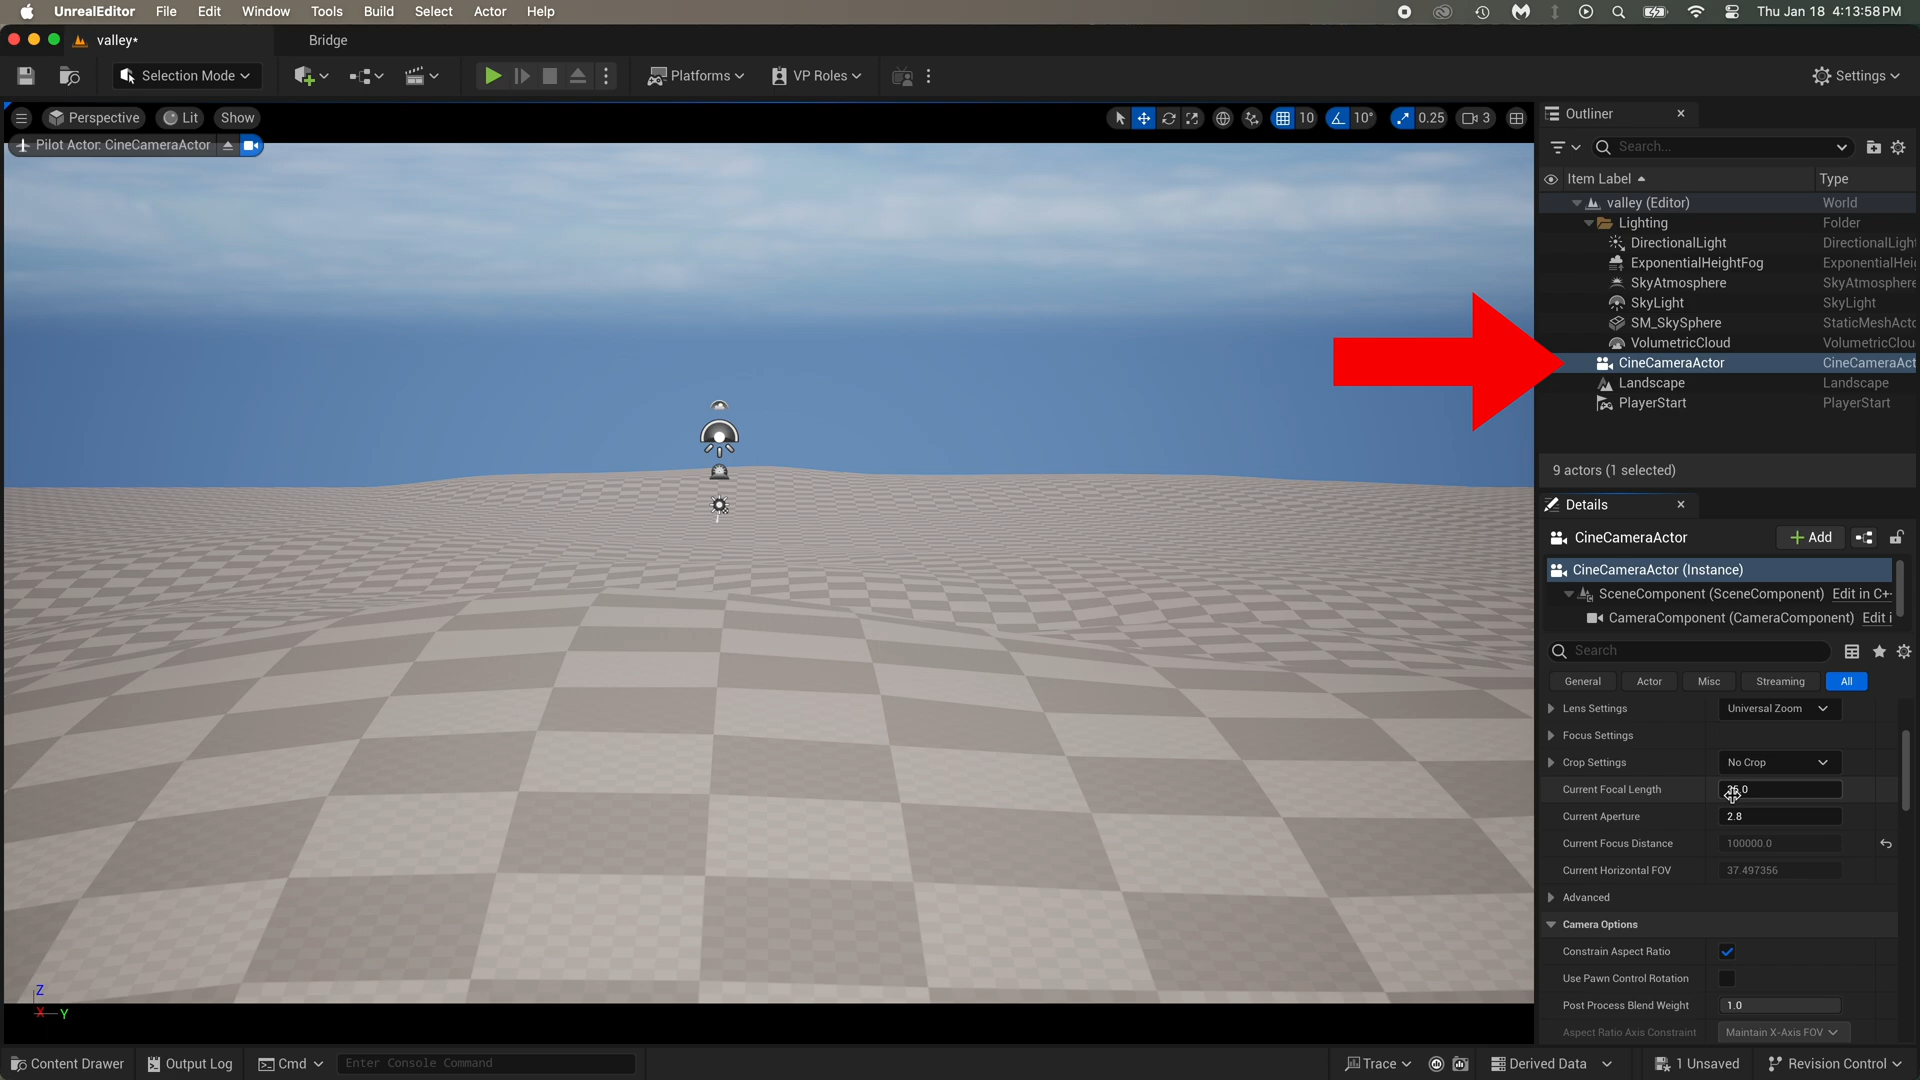 UnrealEditor File Edit Window Tools Build Select Actor Help Thu Jan 18 4:13:58 PM
valley* Bridge
Selection Mode Platforms VP Roles Settings
Perspective Lit Show 10 10° 0.25 3
Pilot Actor: CineCameraActor
Outliner
Search...
Item Label Type
valley (Editor) World
Lighting Folder
DirectionalLight DirectionalLigh
ExponentialHeightFog ExponentialHei
SkyAtmosphere SkyAtmosphere
SkyLight SkyLight
SM_SkySphere StaticMeshActo
VolumetricCloud VolumetricClou
CineCameraActor CineCameraAct
Landscape Landscape
PlayerStart PlayerStart
9 actors (1 selected)
Details
CineCameraActor Add
CineCameraActor (Instance)
SceneComponent (SceneComponent) Edit in C+
CameraComponent (CameraComponent) Edit i
Search
General Actor Misc Streaming All
Lens Settings Universal Zoom
Focus Settings
Crop Settings No Crop
Current Focal Length
Current Aperture 2.8
Current Focus Distance 100000.0
Current Horizontal FOV 37.497356
Advanced
Camera Options
Constrain Aspect Ratio
Use Pawn Control Rotation
Post Process Blend Weight 1.0
Aspect Ratio Axis Constraint Maintain X-Axis FOV
Z
X Y
Content Drawer Output Log Cmd Enter Console Command Trace Derived Data 1 Unsaved Revision Control